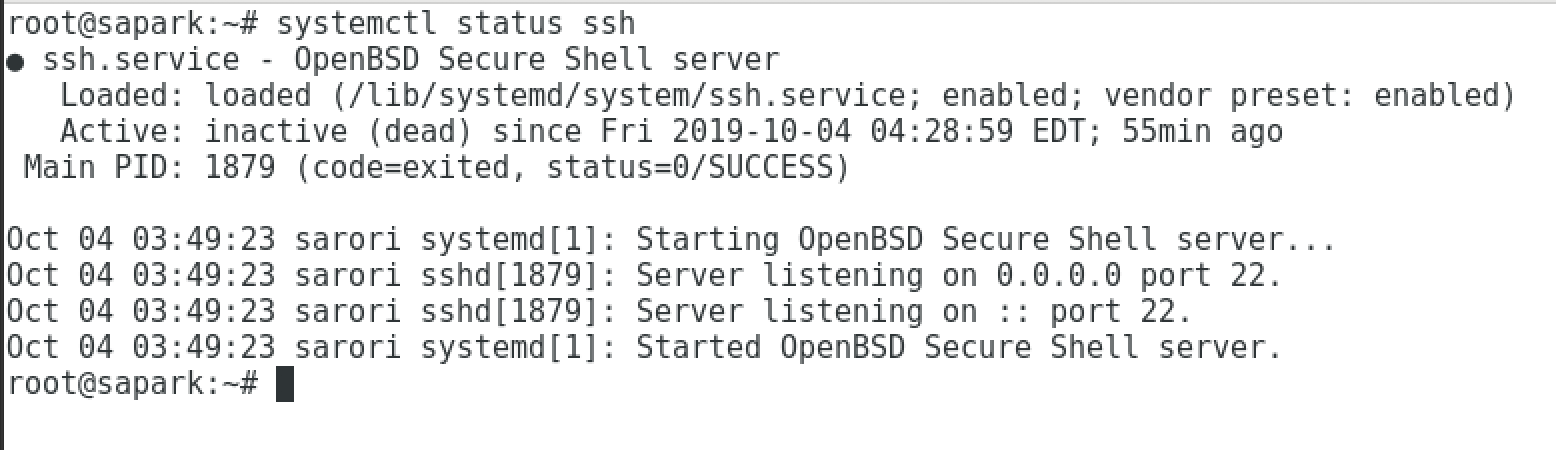 root@sapark:~# systemctl status ssh
● ssh.service - OpenBSD Secure Shell server
   Loaded: loaded (/lib/systemd/system/ssh.service; enabled; vendor preset: enabled)
   Active: inactive (dead) since Fri 2019-10-04 04:28:59 EDT; 55min ago
 Main PID: 1879 (code=exited, status=0/SUCCESS)

Oct 04 03:49:23 sarori systemd[1]: Starting OpenBSD Secure Shell server...
Oct 04 03:49:23 sarori sshd[1879]: Server listening on 0.0.0.0 port 22.
Oct 04 03:49:23 sarori sshd[1879]: Server listening on :: port 22.
Oct 04 03:49:23 sarori systemd[1]: Started OpenBSD Secure Shell server.
root@sapark:~#